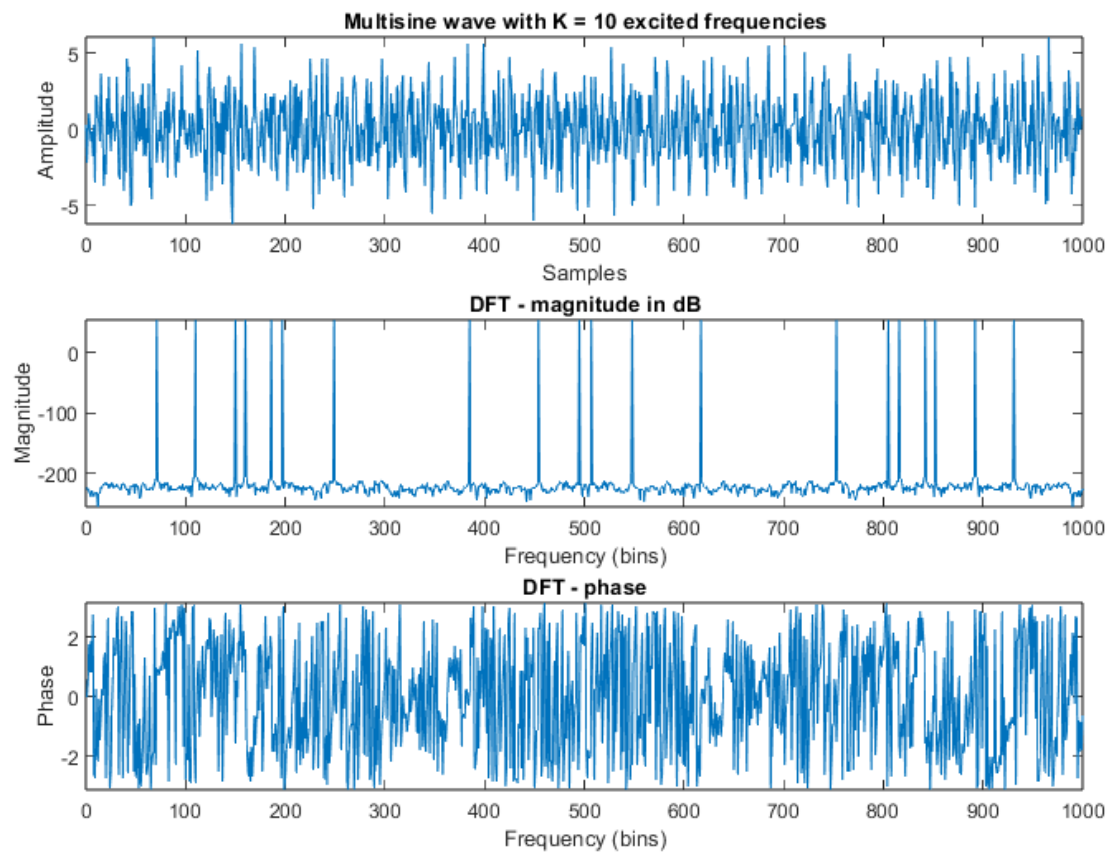 Multisine wave with K = 10 excited frequencies
5
0
-5
Amplitude
0 100 200 300 400 500 600 700 800 900 1000
Samples
DFT - magnitude in dB
0
-100
-200
Magnitude
0 100 200 300 400 500 600 700 800 900 1000
Frequency (bins)
DFT - phase
2
0
-2
Phase
0 100 200 300 400 500 600 700 800 900 1000
Frequency (bins)